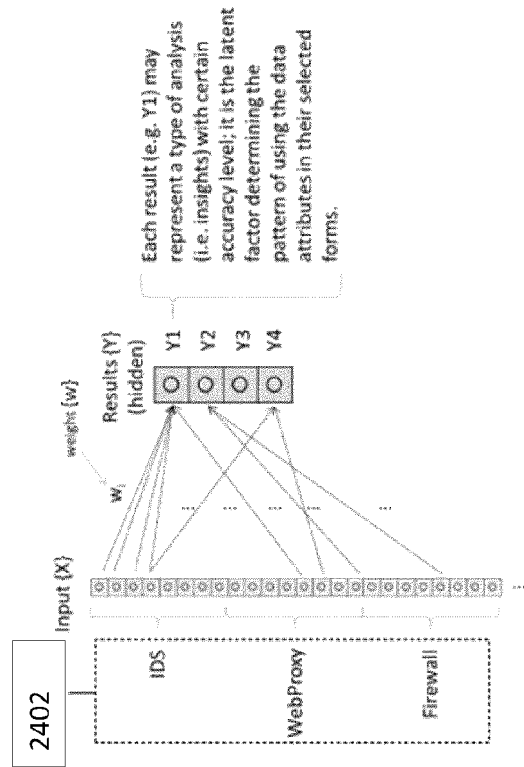 2402
Input {X}
IDS
WebProxy
Firewall
...
weight {w}
W
...
...
...
...
...
Results {Y}
(hidden)
Y1
Y2
Y3
Y4
Each result (e.g. Y1) may
represent a type of analysis
(i.e. insights) with certain
accuracy level; it is the latent
factor determining the
pattern of using the data
attributes in their selected
forms.